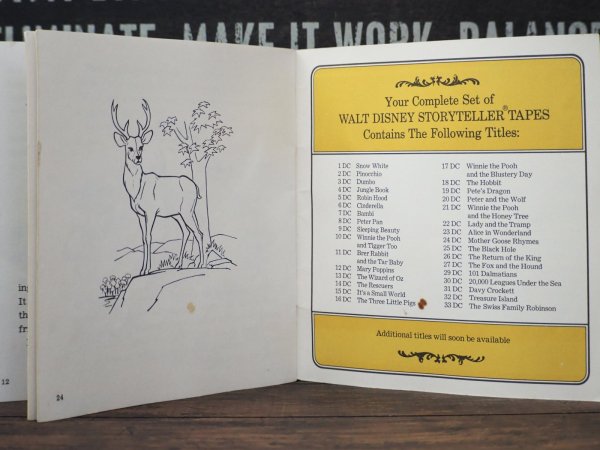 ELIMINATE, MAKE IT WORK, BALANCE
in
It
th
fr
12
24
Your Complete Set of
WALT DISNEY STORYTELLER® TAPES
Contains The Following Titles:
1 DC Snow White
2 DC Pinocchio
3 DC Dumbo
4 DC Jungle Book
5 DC Robin Hood
6 DC Cinderella
7 DC Bambi
8 DC Peter Pan
9 DC Sleeping Beauty
10 DC Winnie the Pooh
and Tigger Too
11 DC Brer Rabbit
and the Tar Baby
12 DC Mary Poppins
13 DC The Wizard of Oz
14 DC The Rescuers
15 DC It's a Small World
16 DC The Three Little Pigs
17 DC Winnie the Pooh
and the Blustery Day
18 DC The Hobbit
19 DC Pete's Dragon
20 DC Peter and the Wolf
21 DC Winnie the Pooh
and the Honey Tree
22 DC Lady and the Tramp
23 DC Alice in Wonderland
24 DC Mother Goose Rhymes
25 DC The Black Hole
26 DC The Return of the King
27 DC The Fox and the Hound
29 DC 101 Dalmatians
30 DC 20,000 Leagues Under the Sea
31 DC Davy Crockett
32 DC Treasure Island
33 DC The Swiss Family Robinson
Additional titles will soon be available